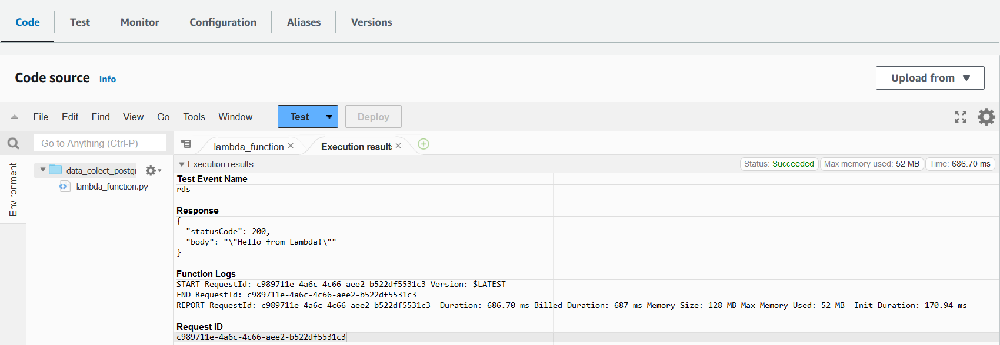 Code Test Monitor Configuration Aliases Versions
Code source Info
Upload from
File Edit Find View Go Tools Window Test Deploy
Go to Anything (Ctrl-P)
lambda_function. Execution results
Environment
data_collect_postgr
lambda_function.py
Execution results
Status: Succeeded Max memory used: 52 MB Time: 686.70 ms
Test Event Name
rds
Response
{
"statusCode": 200,
"body": "\"Hello from Lambda!\""
}
Function Logs
START RequestId: c989711e-4a6c-4c66-aee2-b522df5531c3 Version: $LATEST
END RequestId: c989711e-4a6c-4c66-aee2-b522df5531c3
REPORT RequestId: c989711e-4a6c-4c66-aee2-b522df5531c3 Duration: 686.70 ms Billed Duration: 687 ms Memory Size: 128 MB Max Memory Used: 52 MB Init Duration: 170.94 ms
Request ID
c989711e-4a6c-4c66-aee2-b522df5531c3